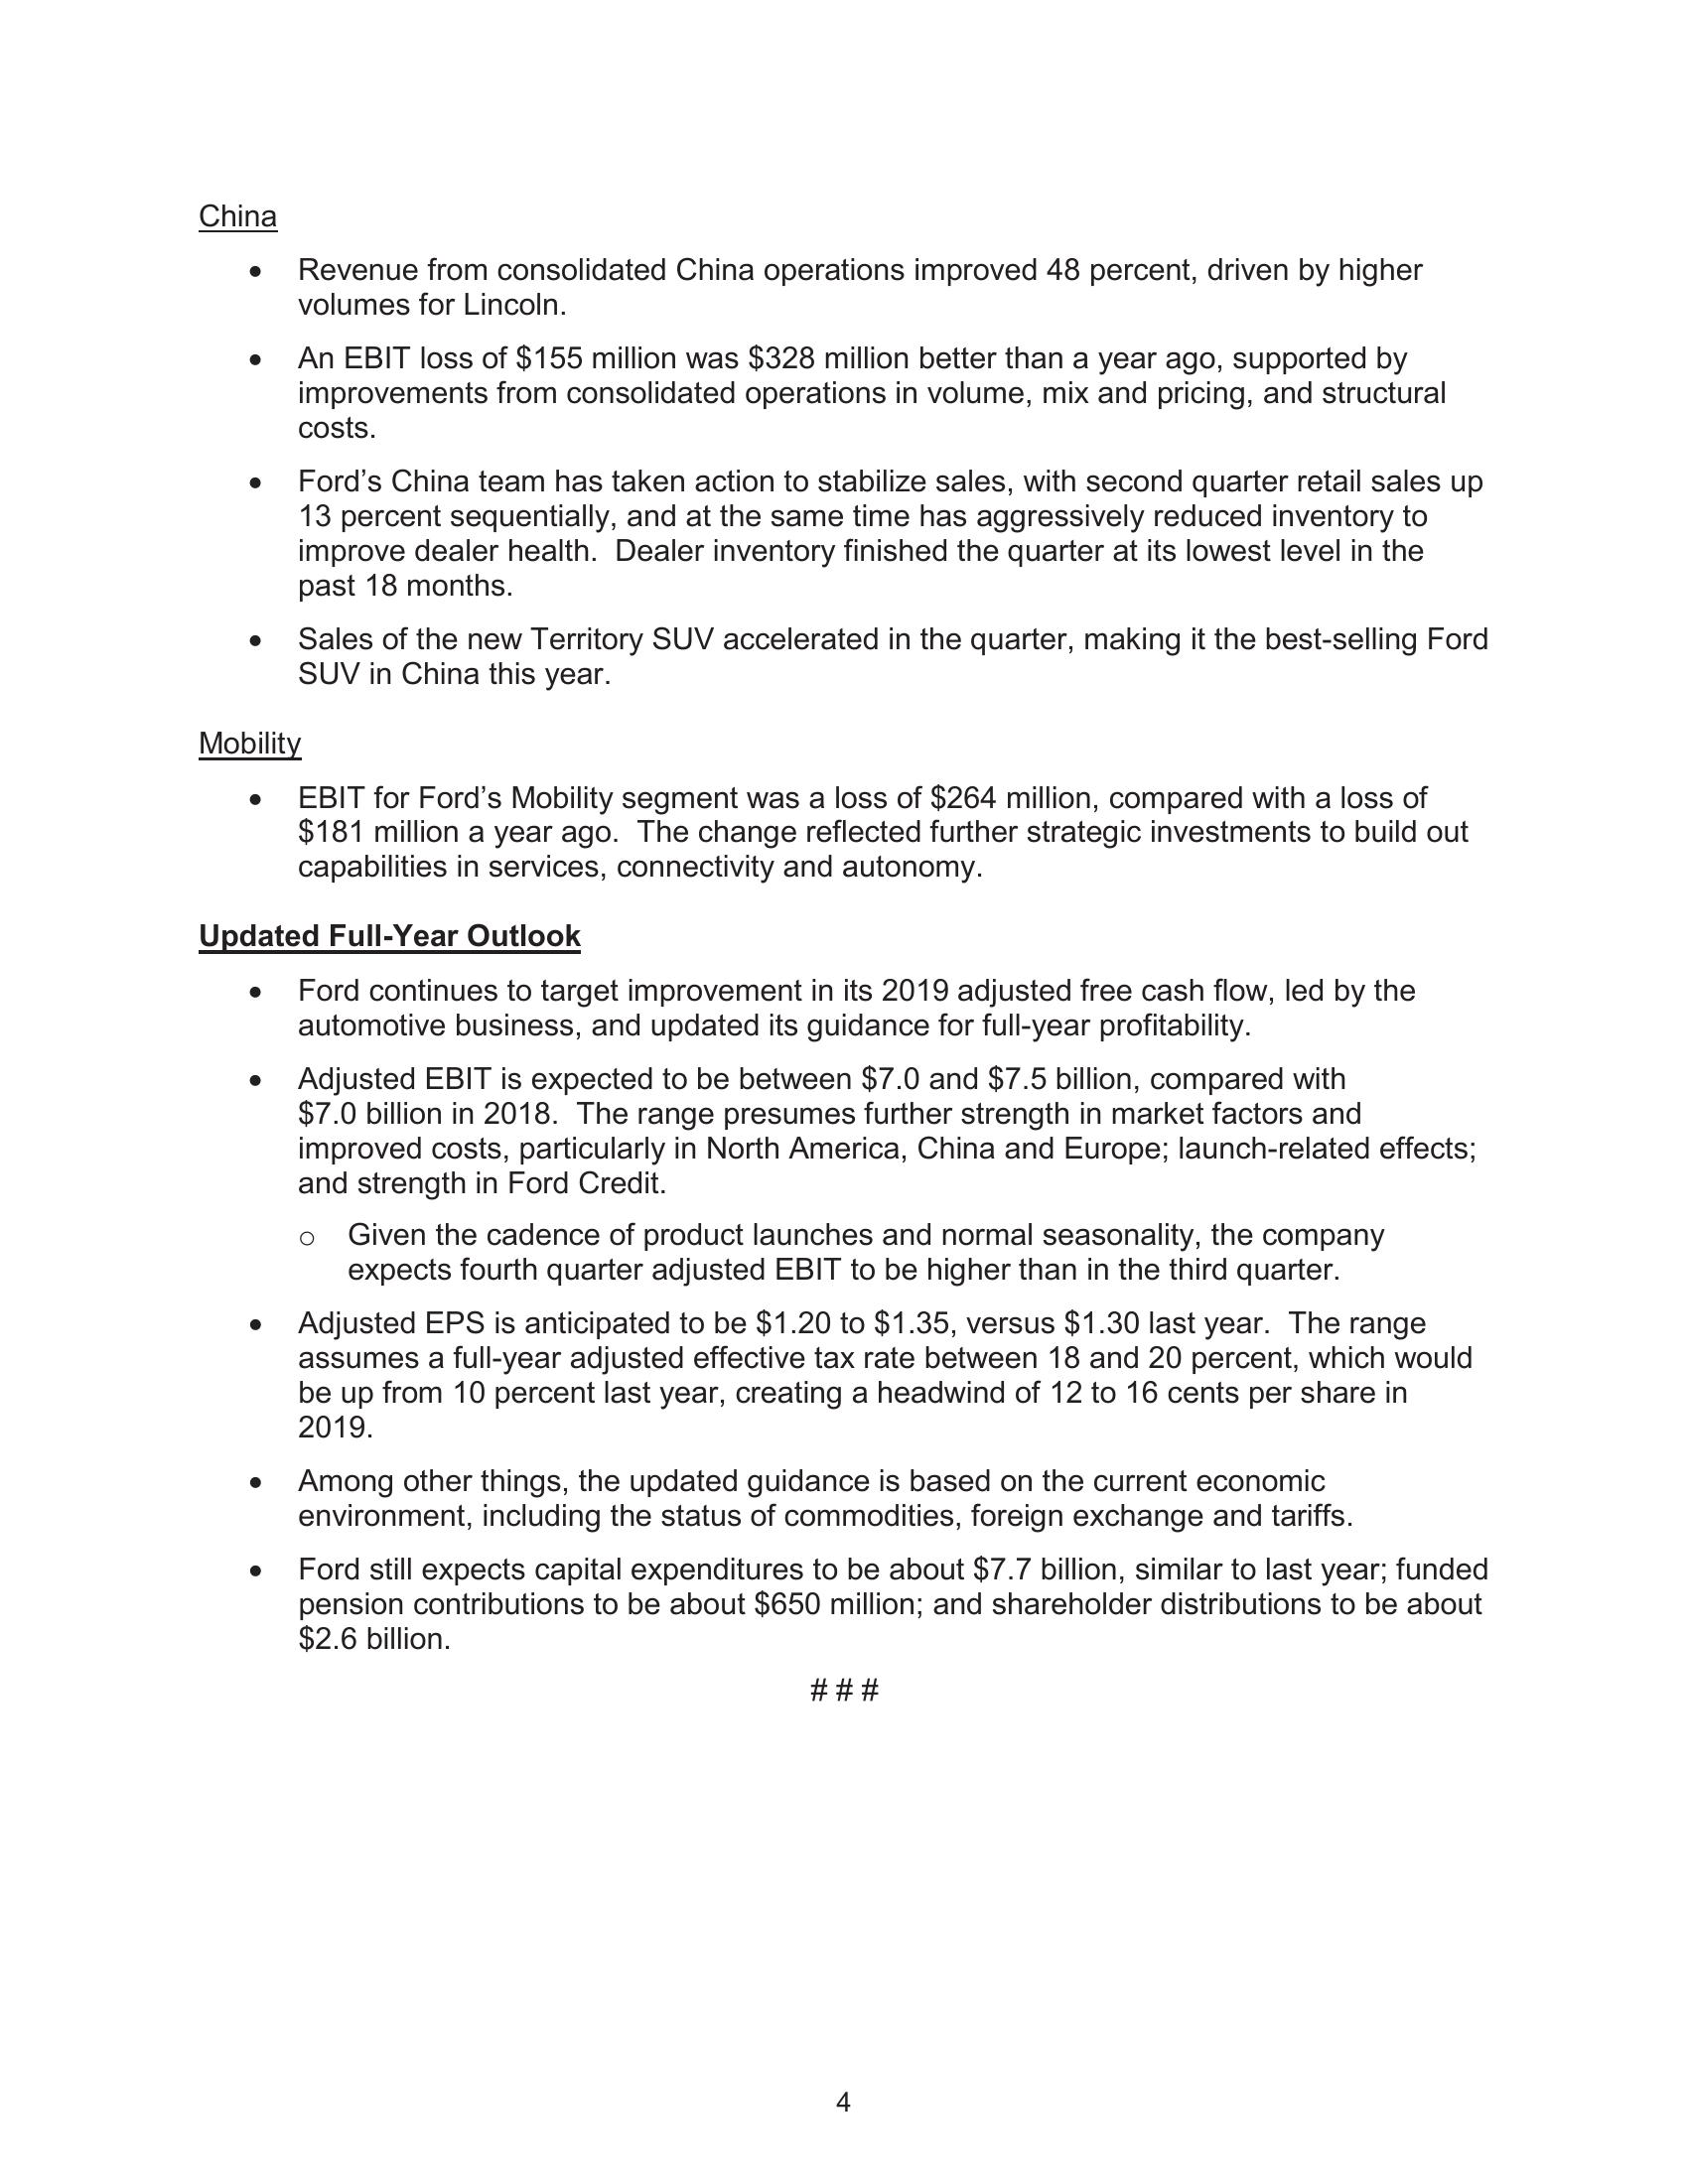 China
• Revenue from consolidated China operations improved 48 percent, driven by higher
volumes for Lincoln.
• An EBIT loss of $155 million was $328 million better than a year ago, supported by
improvements from consolidated operations in volume, mix and pricing, and structural
costs.
• Ford’s China team has taken action to stabilize sales, with second quarter retail sales up
13 percent sequentially, and at the same time has aggressively reduced inventory to
improve dealer health.  Dealer inventory finished the quarter at its lowest level in the
past 18 months.
• Sales of the new Territory SUV accelerated in the quarter, making it the best-selling Ford
SUV in China this year.
Mobility
• EBIT for Ford’s Mobility segment was a loss of $264 million, compared with a loss of
$181 million a year ago.  The change reflected further strategic investments to build out
capabilities in services, connectivity and autonomy.
Updated Full-Year Outlook
• Ford continues to target improvement in its 2019 adjusted free cash flow, led by the
automotive business, and updated its guidance for full-year profitability.
• Adjusted EBIT is expected to be between $7.0 and $7.5 billion, compared with
$7.0 billion in 2018.  The range presumes further strength in market factors and
improved costs, particularly in North America, China and Europe; launch-related effects;
and strength in Ford Credit.
o Given the cadence of product launches and normal seasonality, the company
expects fourth quarter adjusted EBIT to be higher than in the third quarter.
• Adjusted EPS is anticipated to be $1.20 to $1.35, versus $1.30 last year.  The range
assumes a full-year adjusted effective tax rate between 18 and 20 percent, which would
be up from 10 percent last year, creating a headwind of 12 to 16 cents per share in
2019.
• Among other things, the updated guidance is based on the current economic
environment, including the status of commodities, foreign exchange and tariffs.
• Ford still expects capital expenditures to be about $7.7 billion, similar to last year; funded
pension contributions to be about $650 million; and shareholder distributions to be about
$2.6 billion.
# # #
4